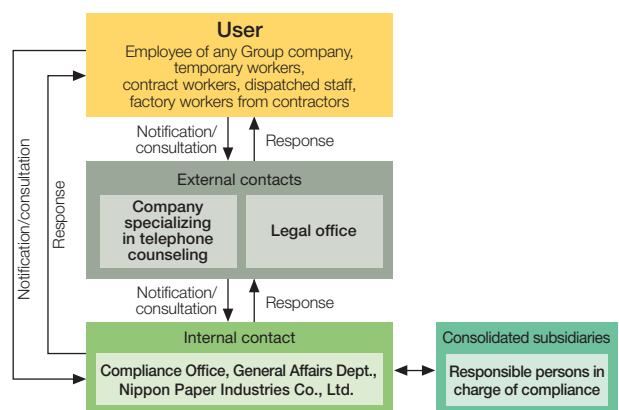 User
Employee of any Group company,
temporary workers,
contract workers, dispatched staff,
factory workers from contractors
Notification/consultation
Response
Notification/
consultation
Response
External contacts
Company
specializing
in telephone
counseling
Legal office
Notification/
consultation
Response
Internal contact
Compliance Office, General Affairs Dept.,
Nippon Paper Industries Co., Ltd.
Consolidated subsidiaries
Responsible persons in
charge of compliance